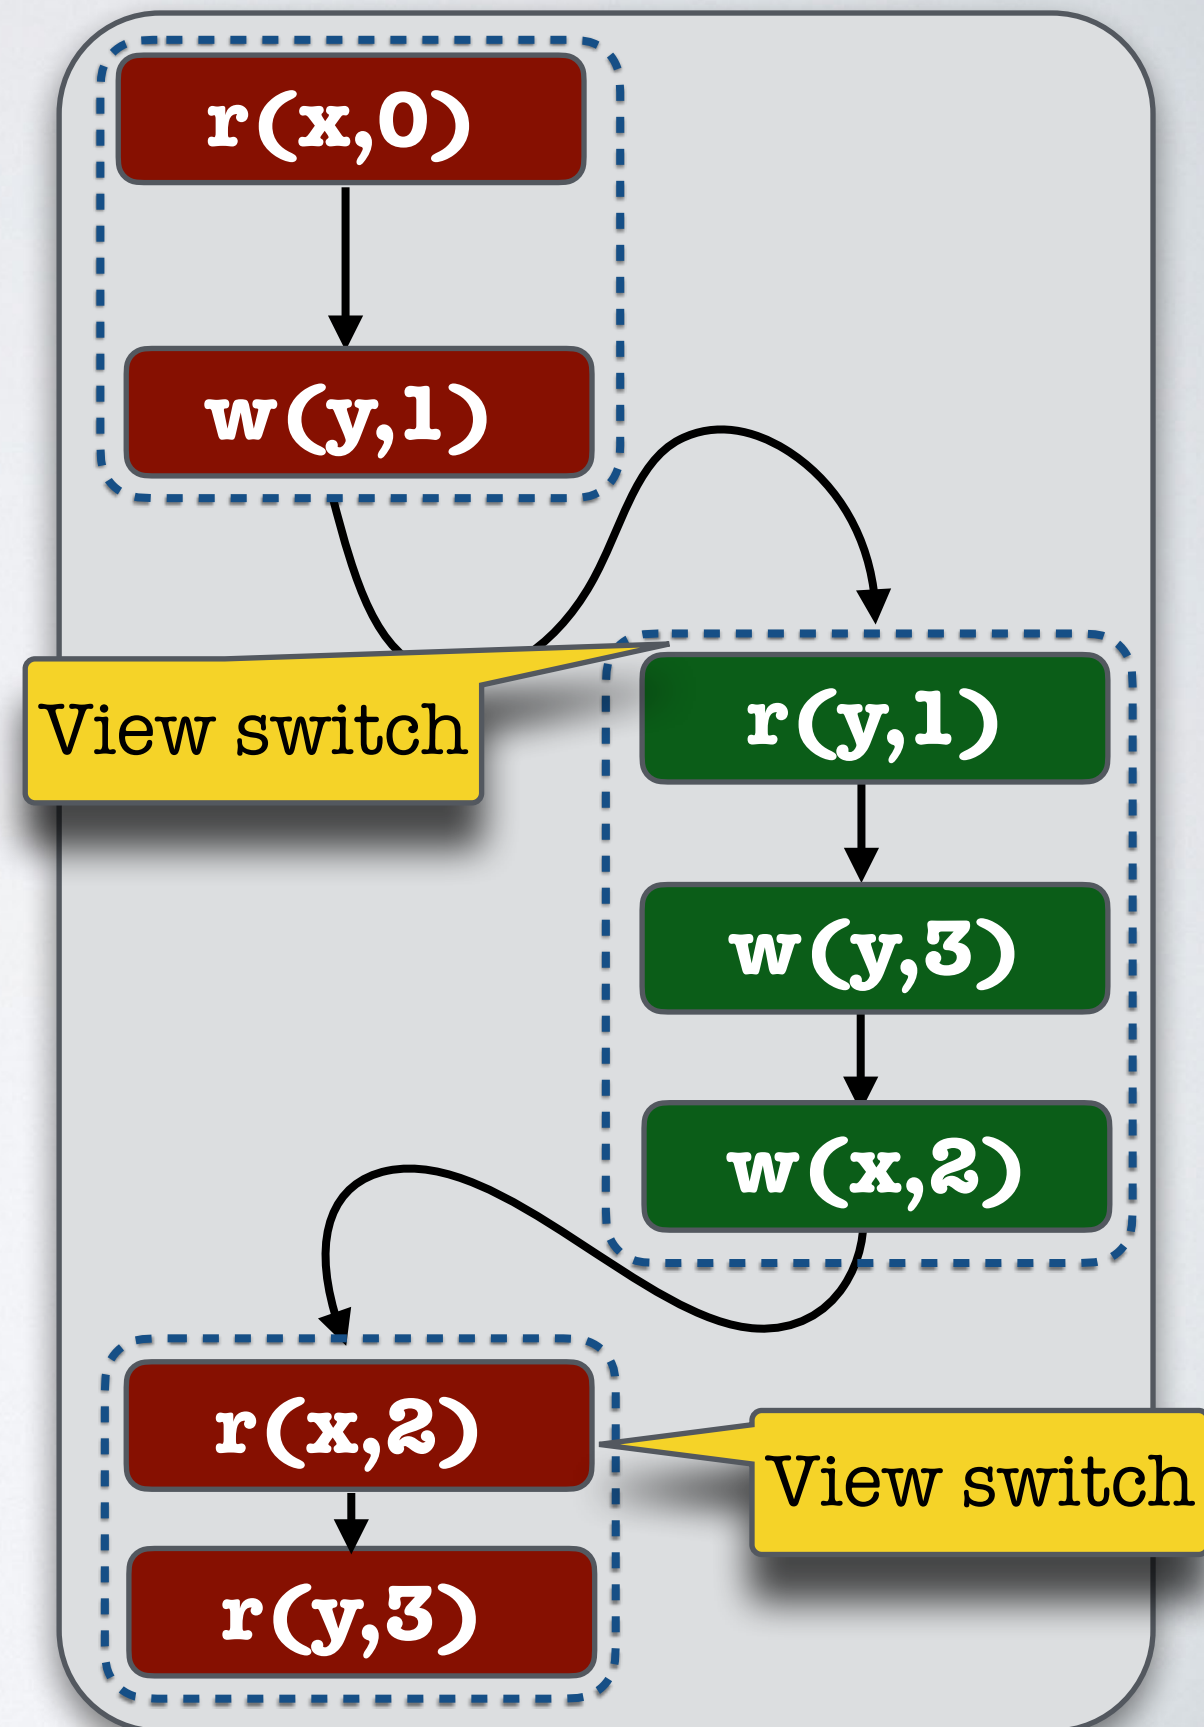 r(x,0)
w(y,1)
View switch
r(y,1)
w(y,3)
w(x,2)
r(x,2)
View switch
r(y,3)